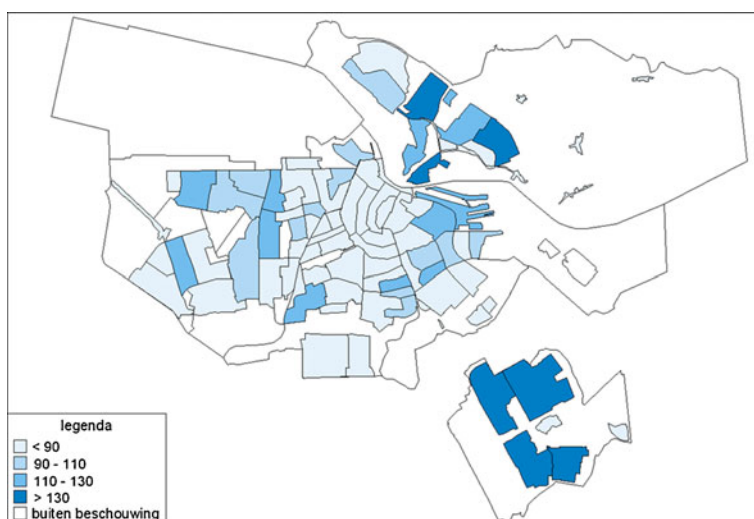 legenda
< 90
90 - 110
110 - 130
> 130
buiten beschouwing